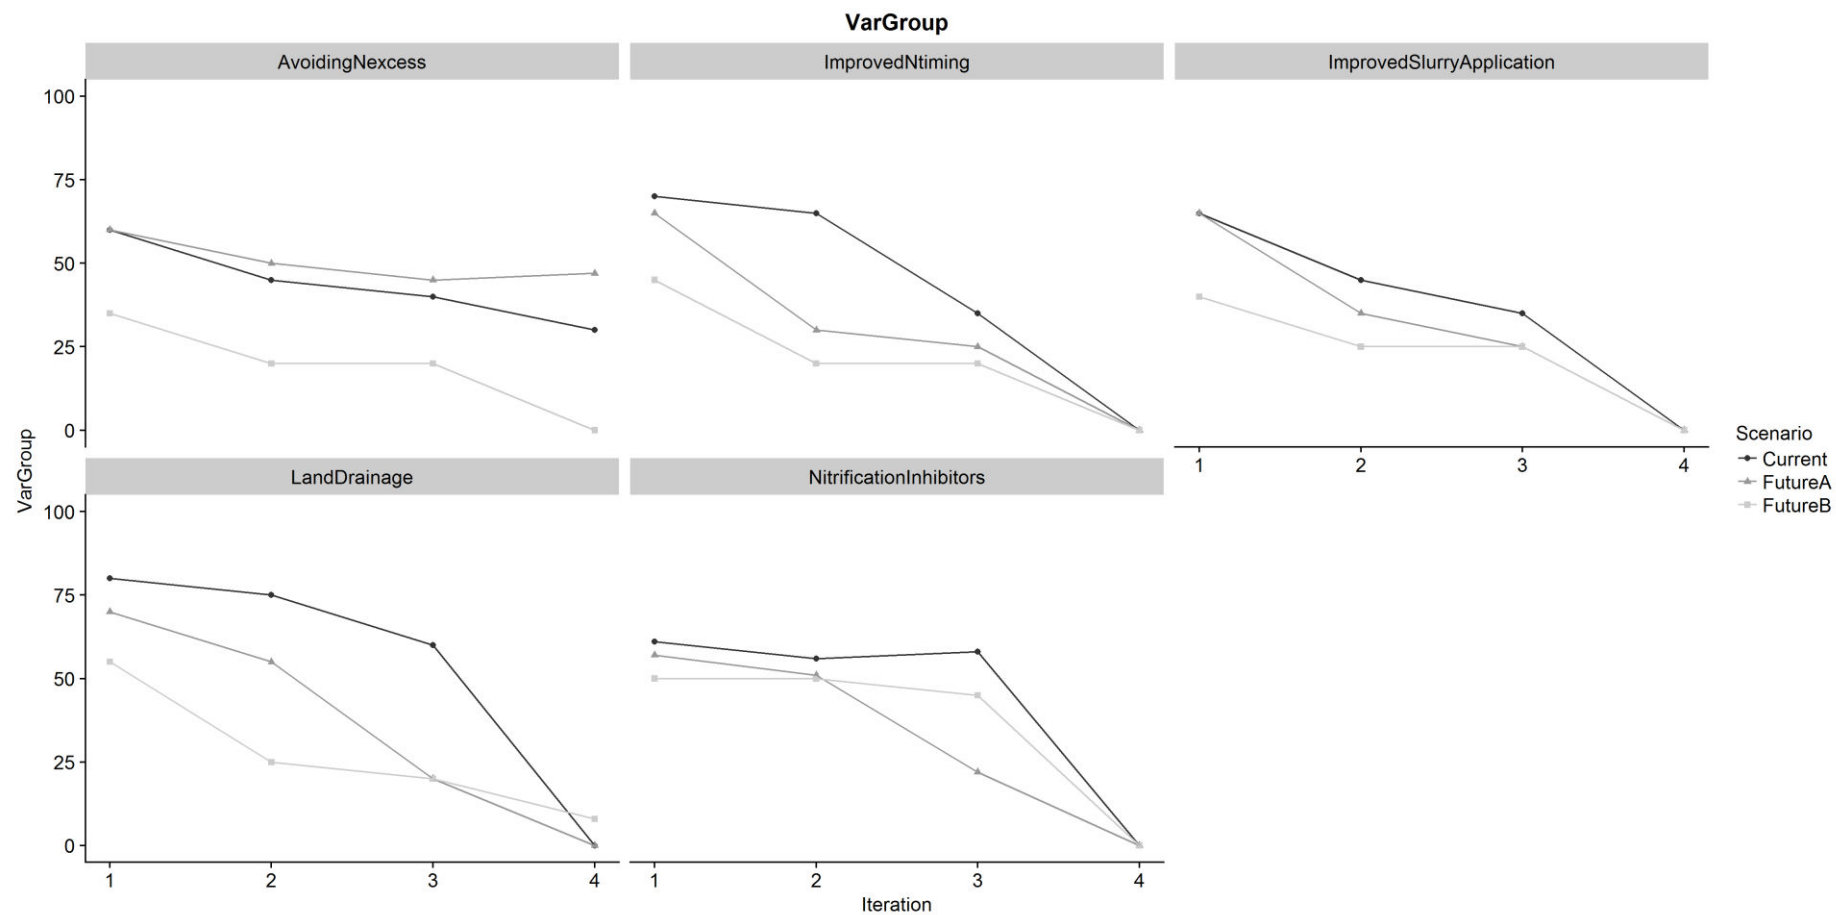 VarGroup
AvoidingNexcess
ImprovedNtiming
ImprovedSlurryApplication
100
75
50
25
0
1 2 3 4
VarGroup
LandDrainage
NitrificationInhibitors
100
75
50
25
0
1 2 3 4
1 2 3 4
Iteration
Scenario
Current
FutureA
FutureB